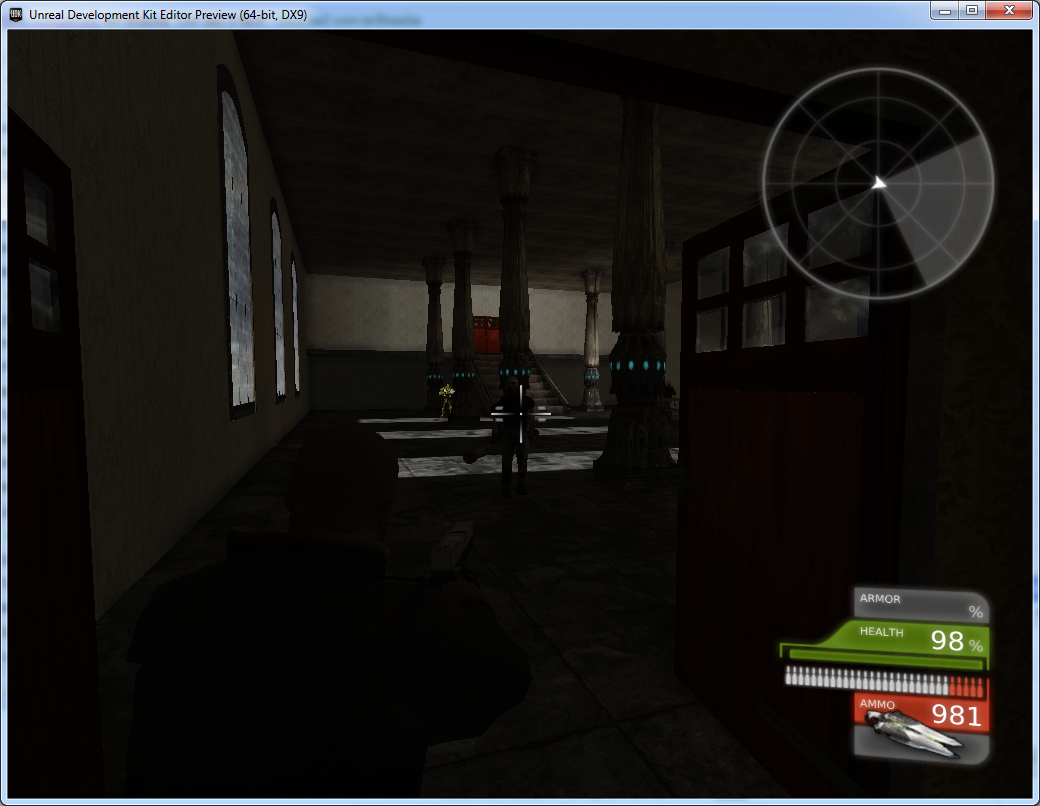 Unreal Development Kit Editor Preview (64-bit, DX9)
ARMOR
%
HEALTH 98 %
AMMO 981